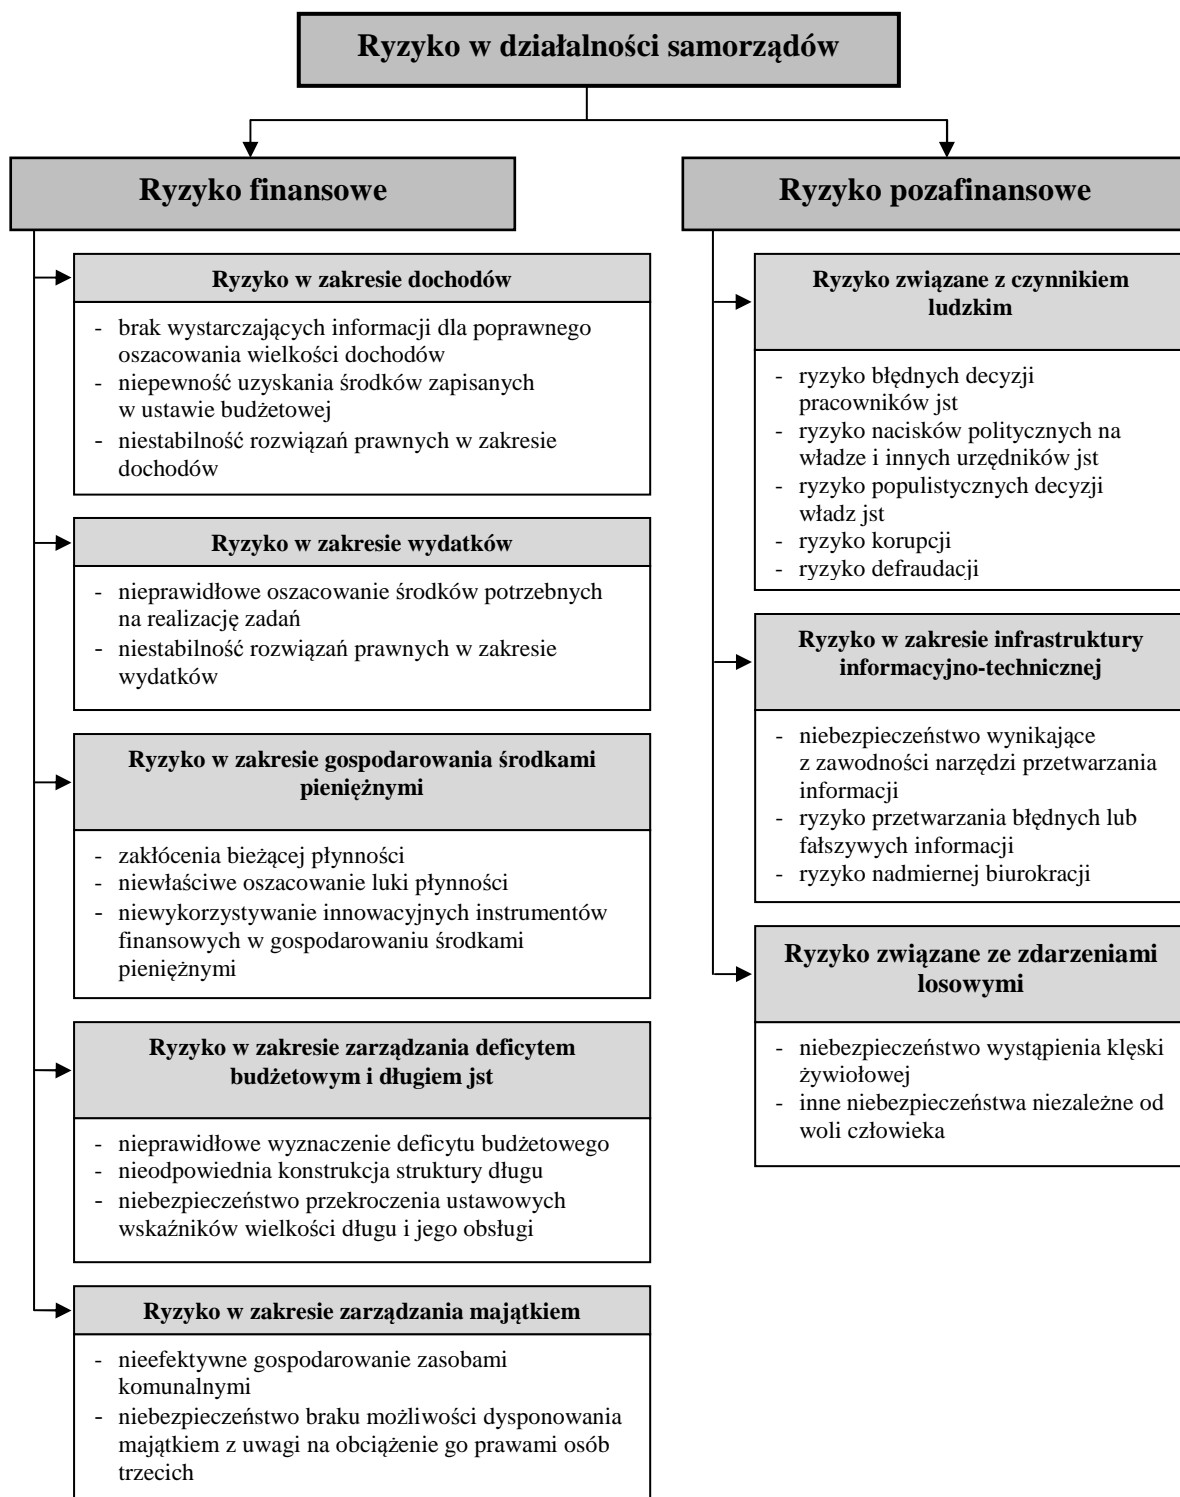 Ryzyko w działalności samorządów
Ryzyko finansowe
Ryzyko w zakresie dochodów
- brak wystarczających informacji dla poprawnego
oszacowania wielkości dochodów
- niepewność uzyskania środków zapisanych
w ustawie budżetowej
- niestabilność rozwiązań prawnych w zakresie
dochodów
Ryzyko w zakresie wydatków
- nieprawidłowe oszacowanie środków potrzebnych
na realizację zadań
- niestabilność rozwiązań prawnych w zakresie
wydatków
Ryzyko w zakresie gospodarowania środkami
pieniężnymi
- zakłócenia bieżącej płynności
- niewłaściwe oszacowanie luki płynności
- niewykorzystywanie innowacyjnych instrumentów
finansowych w gospodarowaniu środkami
pieniężnymi
Ryzyko w zakresie zarządzania deficytem
budżetowym i długiem jst
- nieprawidłowe wyznaczenie deficytu budżetowego
- nieodpowiednia konstrukcja struktury długu
- niebezpieczeństwo przekroczenia ustawowych
wskaźników wielkości długu i jego obsługi
Ryzyko w zakresie zarządzania majątkiem
- nieefektywne gospodarowanie zasobami
komunalnymi
- niebezpieczeństwo braku możliwości dysponowania
majątkiem z uwagi na obciążenie go prawami osób
trzecich
Ryzyko pozafinansowe
Ryzyko związane z czynnikiem
ludzkim
- ryzyko błędnych decyzji
pracowników jst
- ryzyko nacisków politycznych na
władze i innych urzędników jst
- ryzyko populistycznych decyzji
władz jst
- ryzyko korupcji
- ryzyko defraudacji
Ryzyko w zakresie infrastruktury
informacyjno-technicznej
- niebezpieczeństwo wynikające
z zawodności narzędzi przetwarzania
informacji
- ryzyko przetwarzania błędnych lub
fałszywych informacji
- ryzyko nadmiernej biurokracji
Ryzyko związane ze zdarzeniami
losowymi
- niebezpieczeństwo wystąpienia klęski
żywiołowej
- inne niebezpieczeństwa niezależne od
woli człowieka